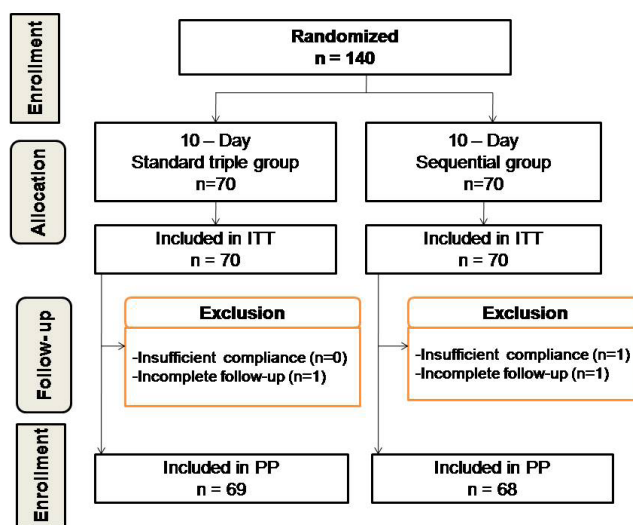 Enrollment
Randomized
n = 140
Allocation
10 – Day
Standard triple group
n=70
10 – Day
Sequential group
n=70
Included in ITT
n = 70
Included in ITT
n = 70
Follow-up
Exclusion
-Insufficient compliance (n=0)
-Incomplete follow-up (n=1)
Exclusion
-Insufficient compliance (n=1)
-Incomplete follow-up (n=1)
Enrollment
Included in PP
n = 69
Included in PP
n = 68